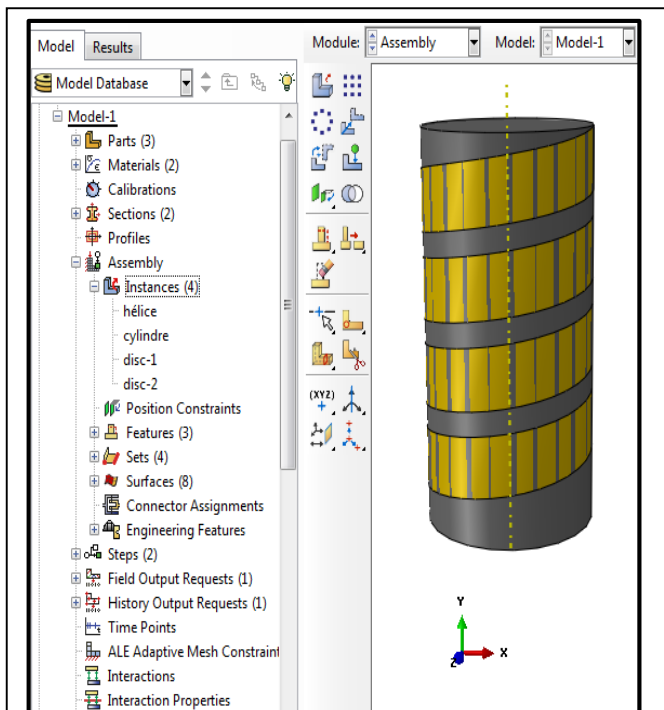 Model Results
Module: Assembly Model: Model-1
Model Database
Model-1
Parts (3)
Materials (2)
Calibrations
Sections (2)
Profiles
Assembly
Instances (4)
hélice
cylindre
disc-1
disc-2
Position Constraints
Features (3)
Sets (4)
Surfaces (8)
Connector Assignments
Engineering Features
Steps (2)
Field Output Requests (1)
History Output Requests (1)
Time Points
ALE Adaptive Mesh Constraint
Interactions
Interaction Properties
(XYZ)
Y
X
Z